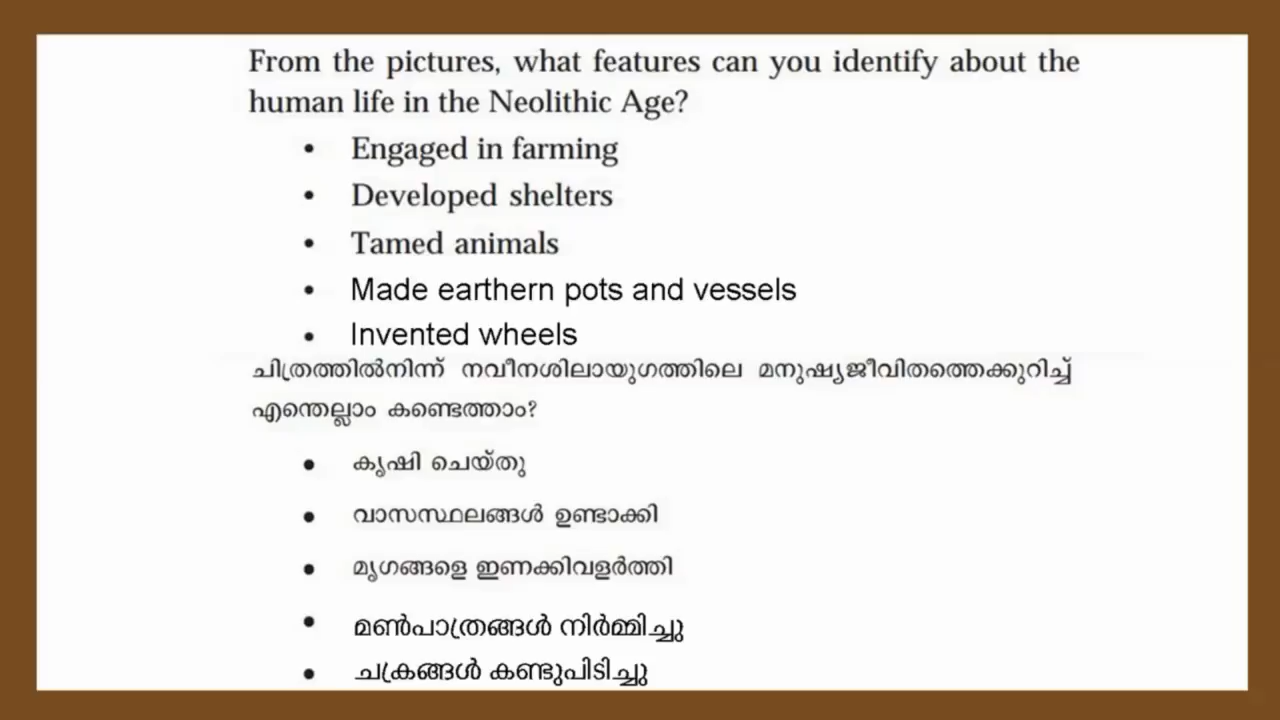 From the pictures, what features can you identify about the
human life in the Neolithic Age?
• Engaged in farming
• Developed shelters
• Tamed animals
• Made earthern pots and vessels
• Invented wheels
ചിത്രത്തിൽനിന്ന് നവീനശിലായുഗത്തിലെ മനുഷ്യജീവിതത്തെക്കുറിച്ച്
എന്തെല്ലാം കണ്ടെത്താം?
• കൃഷി ചെയ്തു
• വാസസ്ഥലങ്ങൾ ഉണ്ടാക്കി
• മൃഗങ്ങളെ ഇണക്കിവളർത്തി
• മൺപാത്രങ്ങൾ നിർമ്മിച്ചു
• ചക്രങ്ങൾ കണ്ടുപിടിച്ചു